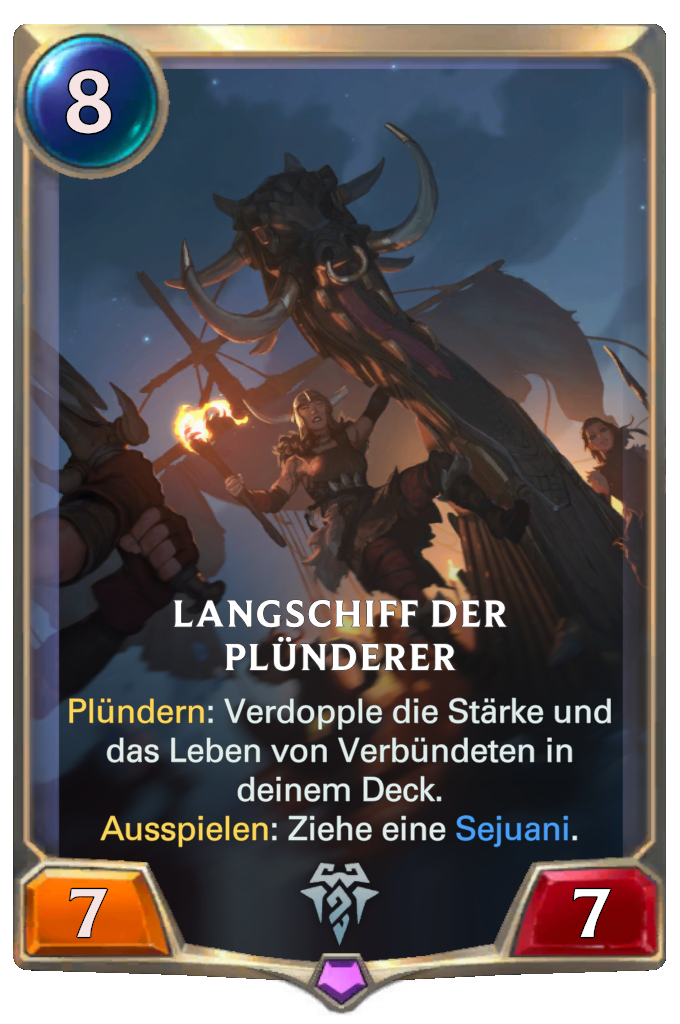 8
LANGSCHIFF DER
PLÜNDERER
Plündern: Verdopple die Stärke und
das Leben von Verbündeten in
deinem Deck.
Ausspielen: Ziehe eine Sejuani.
7
7